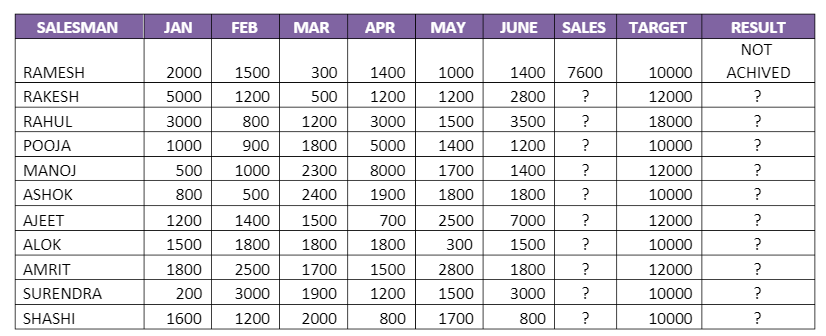 SALESMAN JAN FEB MAR APR MAY JUNE SALES TARGET RESULT
NOT
RAMESH 2000 1500 300 1400 1000 1400 7600 10000 ACHIVED
RAKESH 5000 1200 500 1200 1200 2800 ? 12000 ?
RAHUL 3000 800 1200 3000 1500 3500 ? 18000 ?
POOJA 1000 900 1800 5000 1400 1200 ? 10000 ?
MANOJ 500 1000 2300 8000 1700 1400 ? 12000 ?
ASHOK 800 500 2400 1900 1800 1800 ? 10000 ?
AJEET 1200 1400 1500 700 2500 7000 ? 12000 ?
ALOK 1500 1800 1800 1800 300 1500 ? 10000 ?
AMRIT 1800 2500 1700 1500 2800 1800 ? 12000 ?
SURENDRA 200 3000 1900 1200 1500 3000 ? 10000 ?
SHASHI 1600 1200 2000 800 1700 800 ? 10000 ?